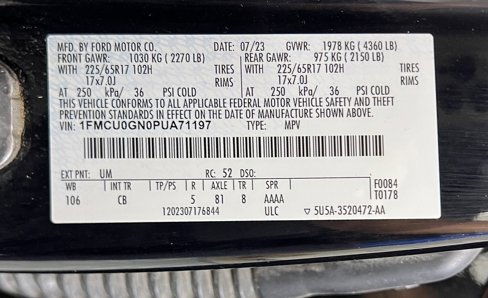 MFD. BY FORD MOTOR CO. 07/23 GVWR: 1978 KG (4360 LB)
FRONT GAWR: 1030 KG (2270 LB) REAR GAWR: 975 KG (2150 LB)
WITH 225/65R17 102H TIRES WITH 225/65R17 102H TIRES
17x7.0J RIMS 17x7.0J RIMS
AT 250 kPa/ 36 PSI COLD AT 250 kPa/ 36 PSI COLD
THIS VEHICLE CONFORMS TO ALL APPLICABLE FEDERAL MOTOR VEHICLE SAFETY AND THEFT
PREVENTION STANDARDS IN EFFECT ON THE DATE OF MANUFACTURE SHOWN ABOVE.
VIN: 1FMCU0GN0PUA71197 TYPE: MPV
EXT PNT: UM RC: 52 DSO:
WB INT TR TP/PS R AXLE TR SPR F0084
106 CB 5 81 8 AAAA T0178
1202307176844 ULC ▽ 5U5A-3520472-AA